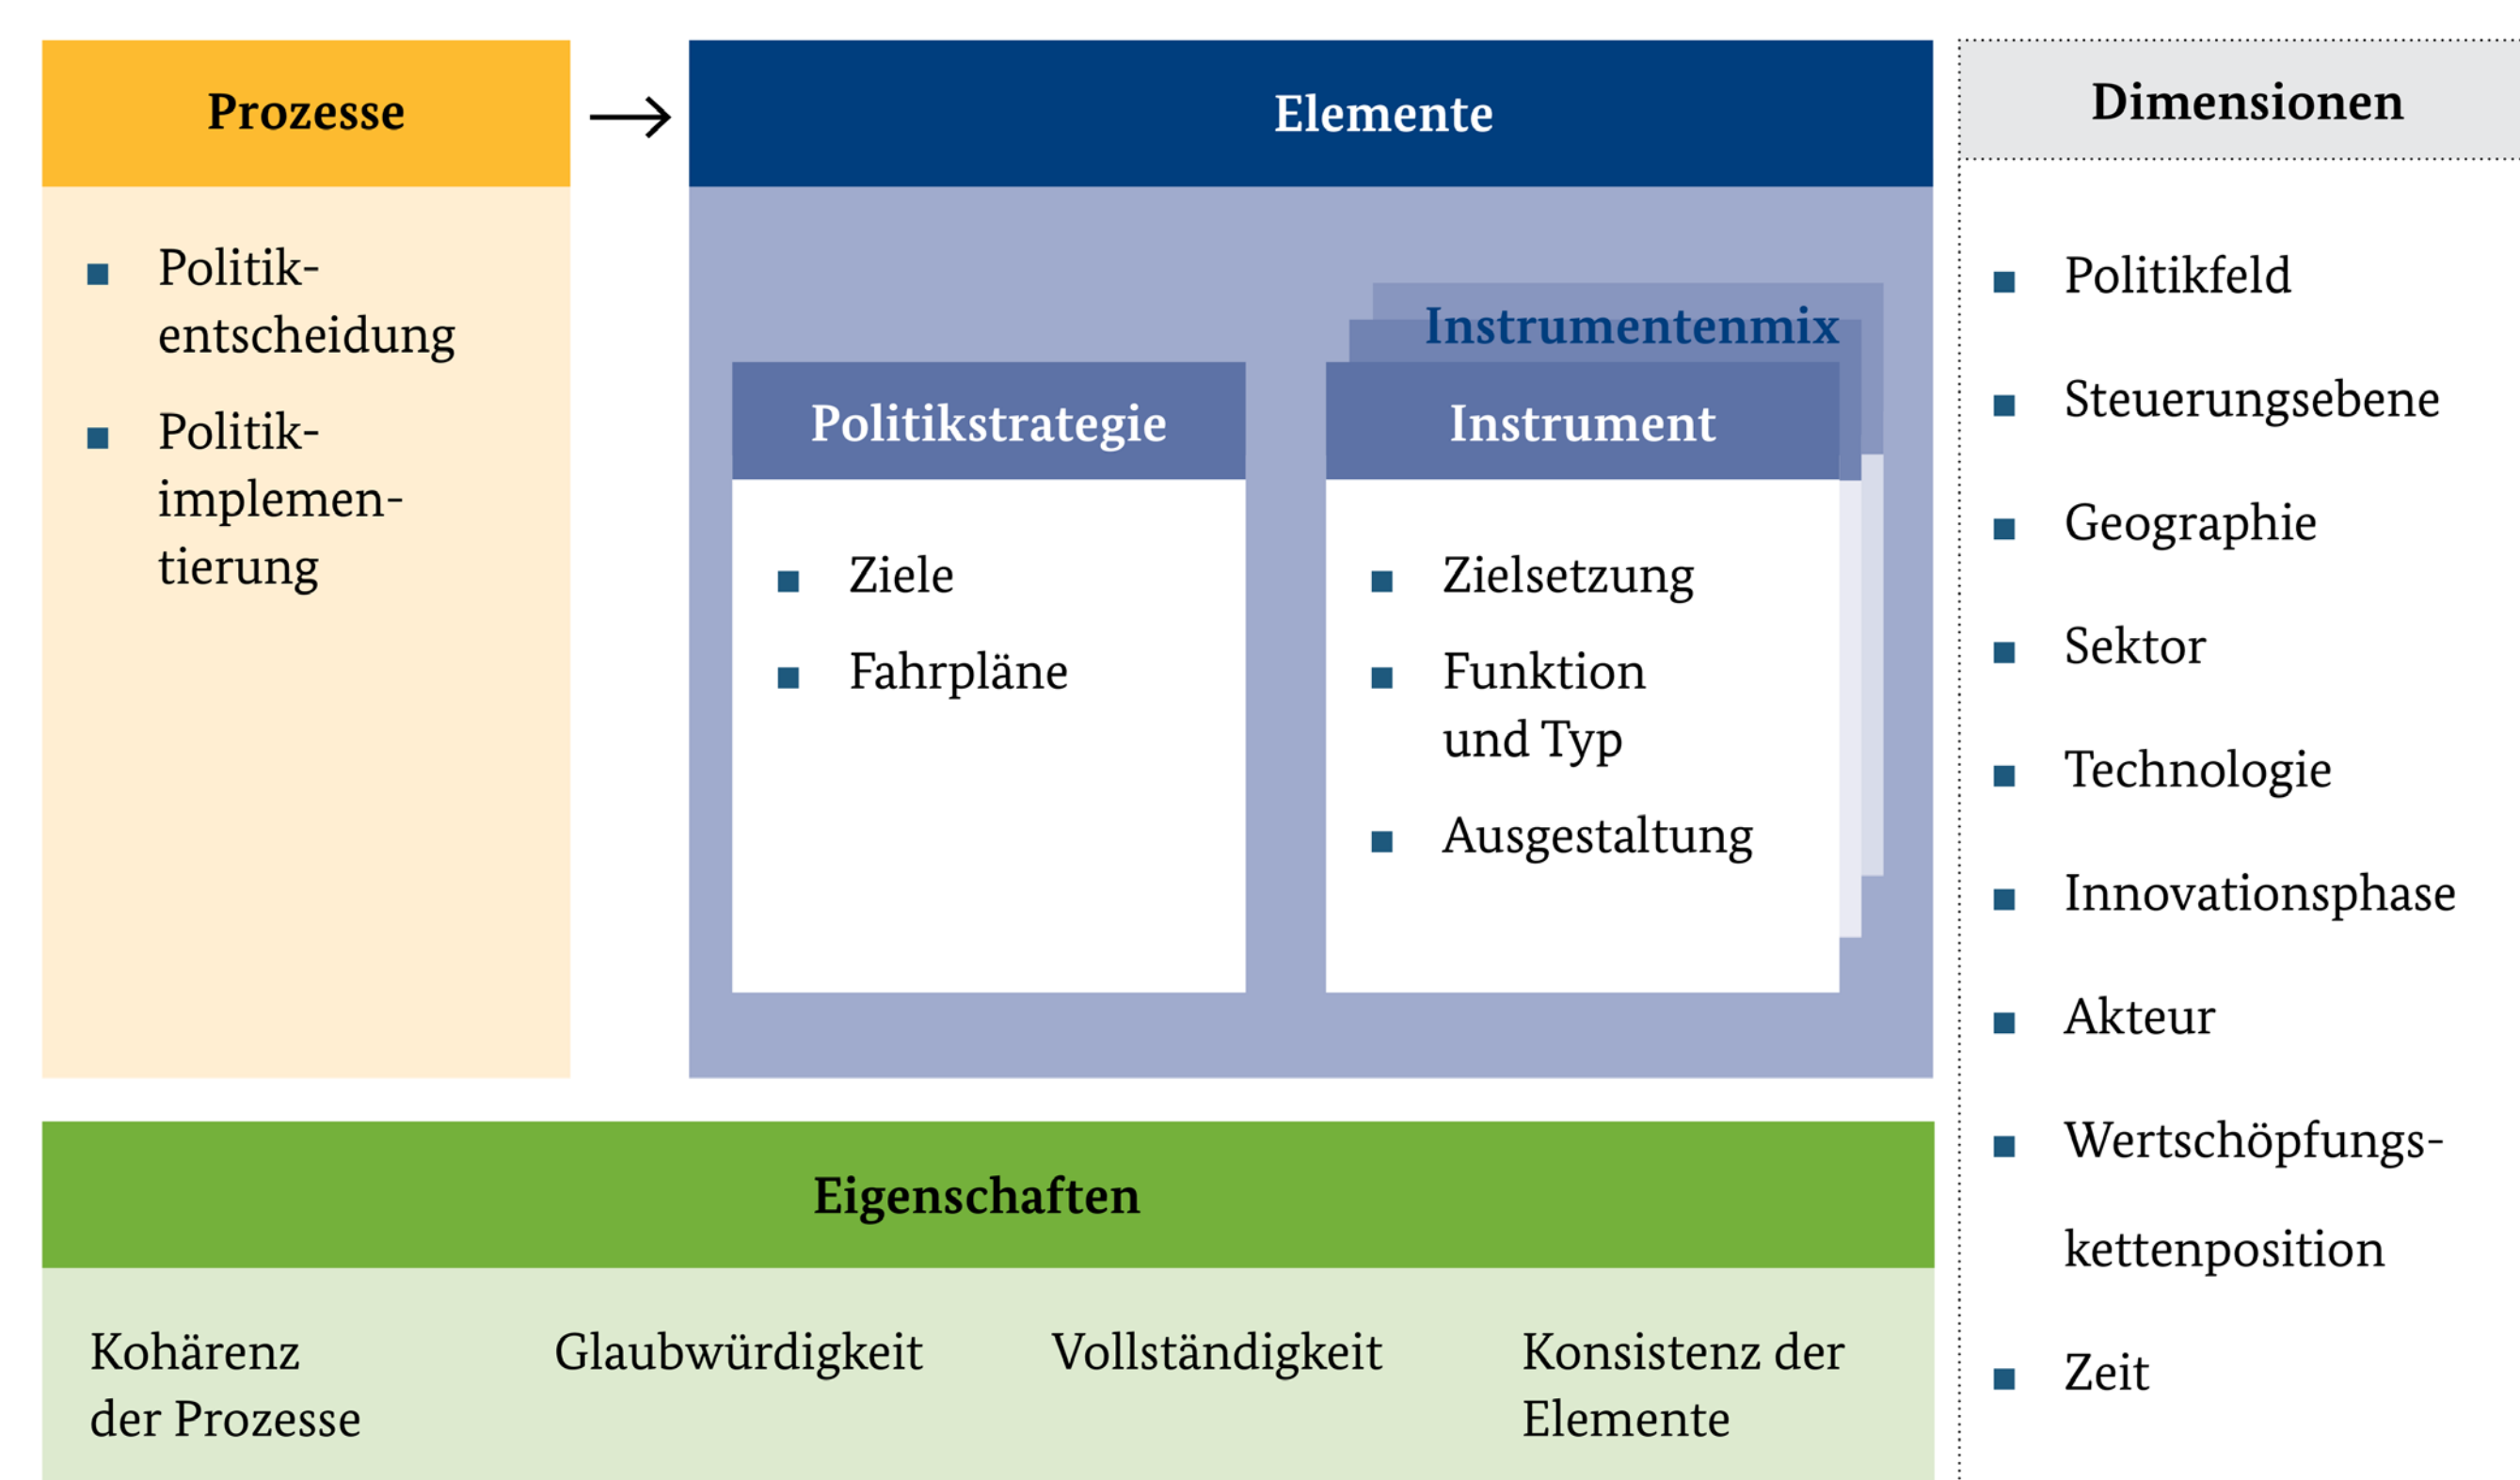 Prozesse
Politik-
entscheidung
Politik-
implemen-
tierung
Elemente
Politikstrategie
Ziele
Fahrpläne
Instrumentenmix
Instrument
Zielsetzung
Funktion
und Typ
Ausgestaltung
Eigenschaften
Kohärenz
der Prozesse
Glaubwürdigkeit
Vollständigkeit
Konsistenz der
Elemente
Dimensionen
Politikfeld
Steuerungsebene
Geographie
Sektor
Technologie
Innovationsphase
Akteur
Wertschöpfungs-
kettenposition
Zeit